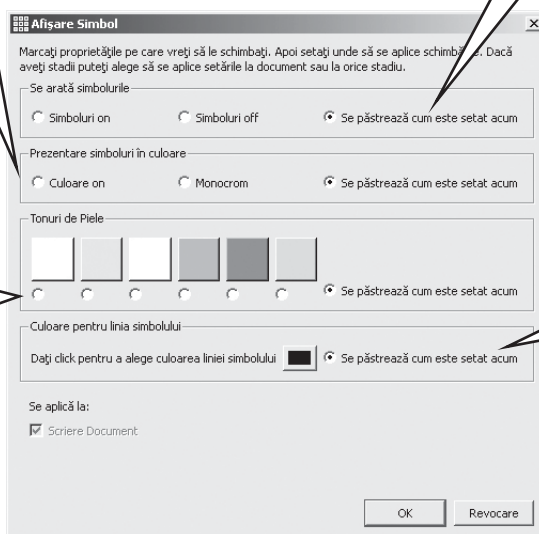 Afişare Simbol
Marcaţi proprietăţile pe care vreţi să le schimbaţi. Apoi setaţi unde să se aplice Dacă
aveţi stadii puteţi alege să se aplice setările la document sau la orice stadiu.
Se arată simbolurile
Simboluri on Simboluri off Se păstrează cum este setat acum
Prezentare simboluri în culoare
Culoare on Monocrom Se păstrează cum este setat acum
Tonuri de Piele
Se păstrează cum este setat acum
Culoare pentru linia simbolului
Daţi click pentru a alege culoarea liniei simbolului Se păstrează cum este setat acum
Se aplică la:
Scriere Document
OK Revocare